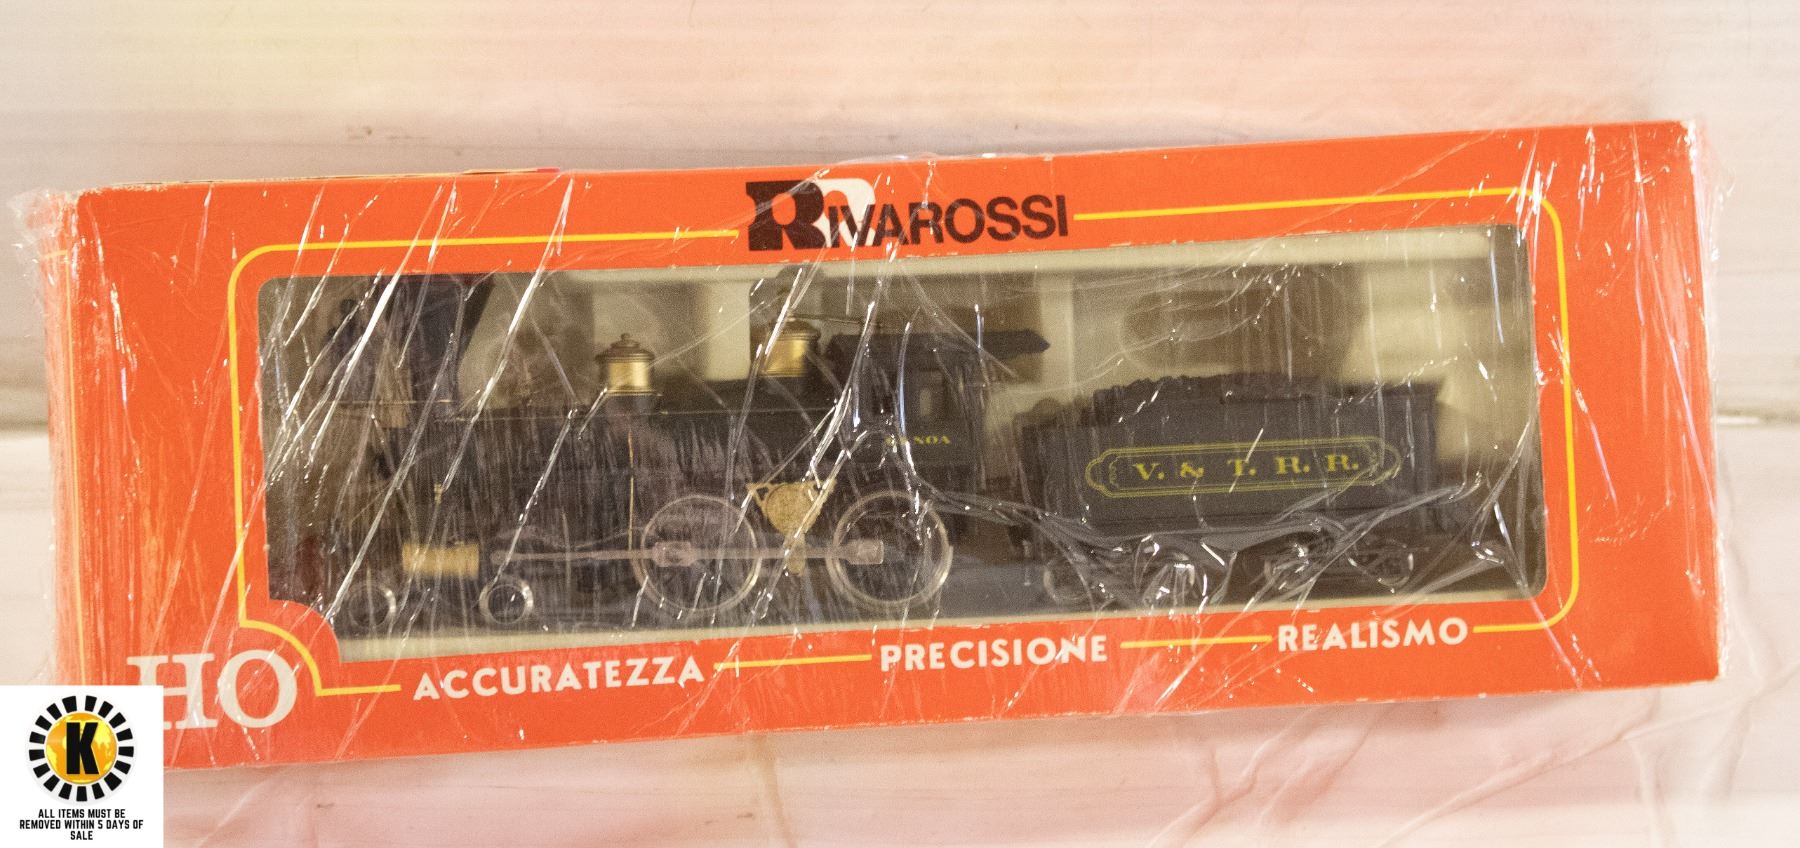 RIVAROSSI
V. & T. R. R.
HO
ACCURATEZZA PRECISIONE REALISMO
K
ALL ITEMS MUST BE
REMOVED WITHIN 5 DAYS OF
SALE